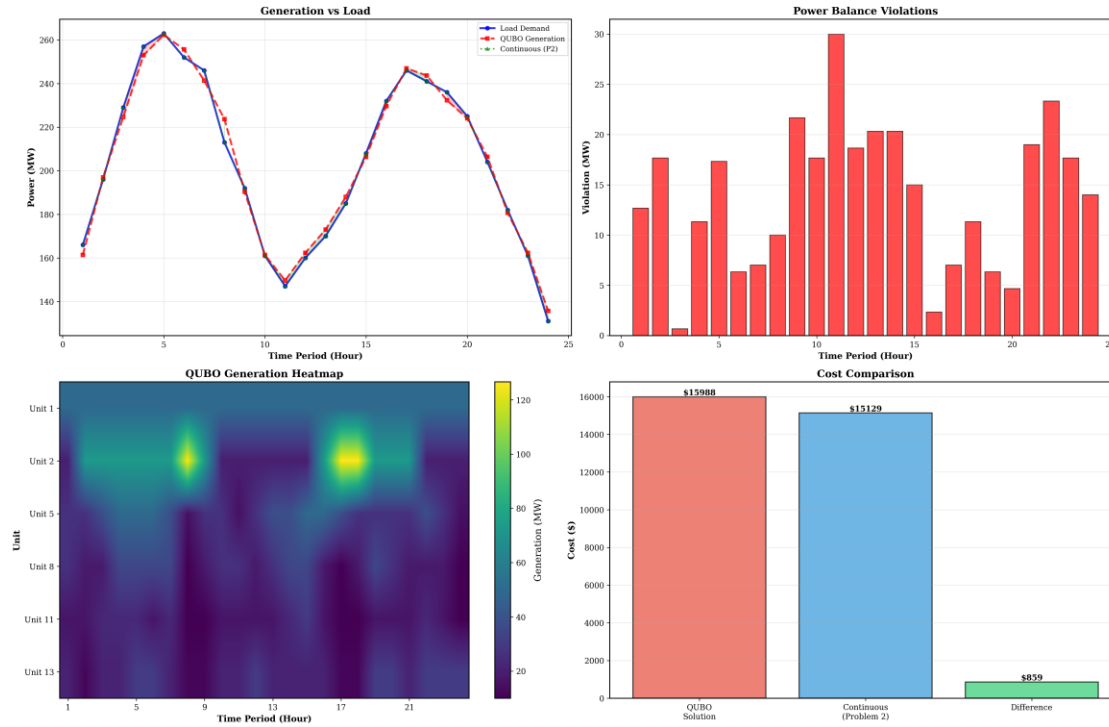 Generation vs Load
Load Demand
QUBO Generation
Continuous (P2)
260
240
220
200
180
160
140
Power (MW)
0
5
10
15
20
25
Time Period (Hour)
Power Balance Violations
30
25
20
15
10
5
0
Violation (MW)
0
5
10
15
20
Time Period (Hour)
QUBO Generation Heatmap
Unit 1
Unit 2
Unit 5
Unit 8
Unit 11
Unit 13
Unit
1
5
9
13
17
21
Time Period (Hour)
120
100
80
60
40
20
Generation (MW)
Cost Comparison
16000
14000
12000
10000
8000
6000
4000
2000
0
Cost ($)
$15988
$15129
$859
QUBO
Solution
Continuous
(Problem 2)
Difference